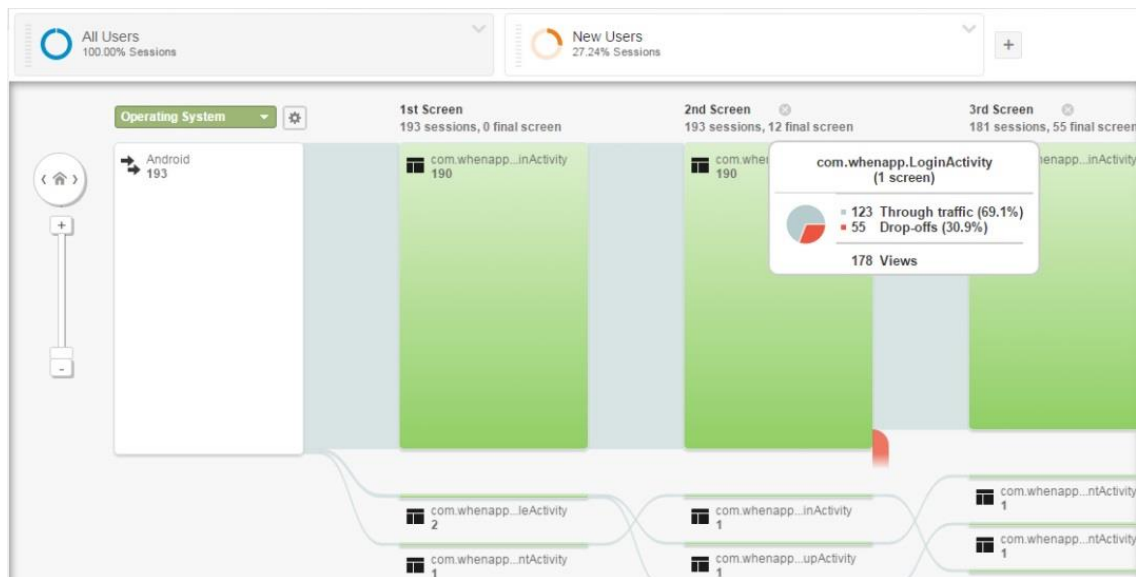 All Users
100.00% Sessions
New Users
27.24% Sessions
+
Operating System
1st Screen
193 sessions, 0 final screen
2nd Screen
193 sessions, 12 final screen
3rd Screen
181 sessions, 55 final screen
Android
193
com.whenapp...inActivity
190
com.when
190
enapp...inActivity
com.whenapp.LoginActivity
(1 screen)
123 Through traffic (69.1%)
55 Drop-offs (30.9%)
178 Views
+
-
com.whenapp...leActivity
2
com.whenapp...ntActivity
1
com.whenapp...inActivity
1
com.whenapp...upActivity
1
com.whenapp...ntActivity
1
com.whenapp...ntActivity
1